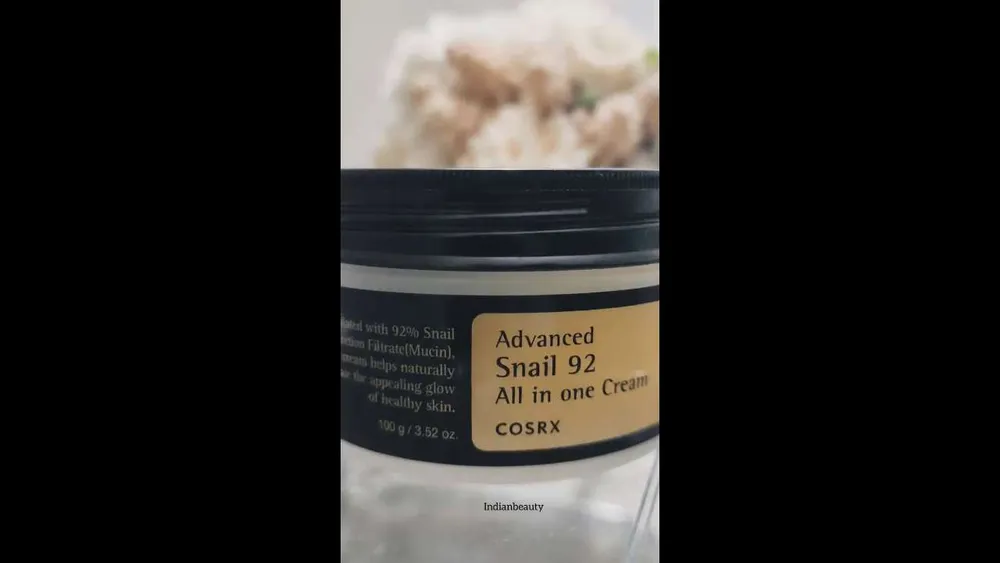 with 92% Snail
Filtrate(Mucin),
helps naturally
the appealing glow
of healthy skin.
100 g / 3.52 oz.
Advanced
Snail 92
All in one Cream
COSRX
Indianbeauty